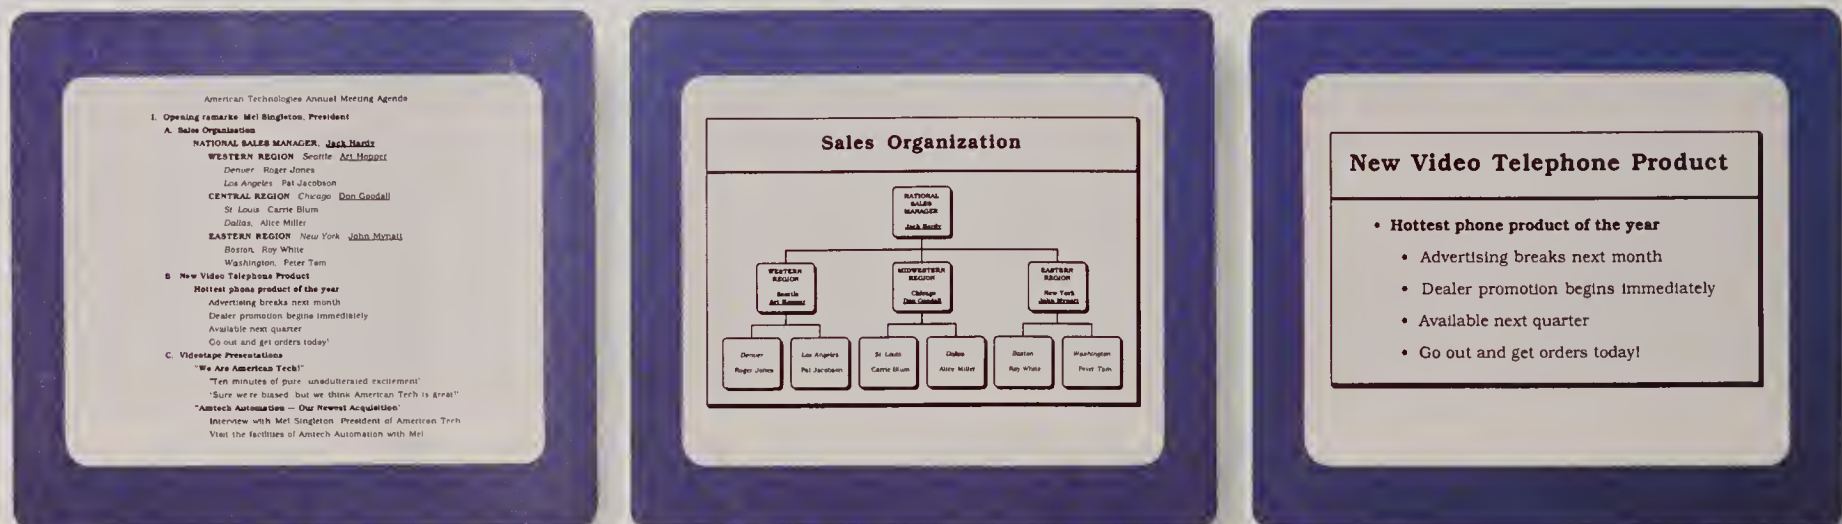 American Technologies Annual Meeting Agenda
I. Opening remarks Mel Singleton, President
A. Sales Organization
NATIONAL SALES MANAGER, Jack Hardy
WESTERN REGION Seattle Art Hopper
Denver Roger Jones
Los Angeles Pat Jacobson
CENTRAL REGION Chicago Don Goodall
St Louis Carrie Blum
Dallas, Alice Miller
EASTERN REGION New York John Mynatt
Boston, Roy White
Washington, Peter Tam
B New Video Telephone Product
Hottest phone product of the year
Advertising breaks next month
Dealer promotion begins immediately
Available next quarter
Go out and get orders today!
C. Videotape Presentations
"We Are American Tech!"
"Ten minutes of pure unadulterated excitement"
"Sure we're biased but we think American Tech is great"
"Amtech Automation — Our Newest Acquisition"
Interview with Mel Singleton President of American Tech
Visit the facilities of Amtech Automation with Mel
Sales Organization
NATIONAL
SALES
MANAGER
Jack Hardy
WESTERN
REGION
Seattle
Art Hopper
MIDWESTERN
REGION
Chicago
Don Goodall
EASTERN
REGION
New York
John Mynatt
Denver
Roger Jones
Los Angeles
Pat Jacobson
St Louis
Carrie Blum
Dallas
Alice Miller
Boston
Roy White
Washington
Peter Tam
New Video Telephone Product
• Hottest phone product of the year
• Advertising breaks next month
• Dealer promotion begins immediately
• Available next quarter
• Go out and get orders today!